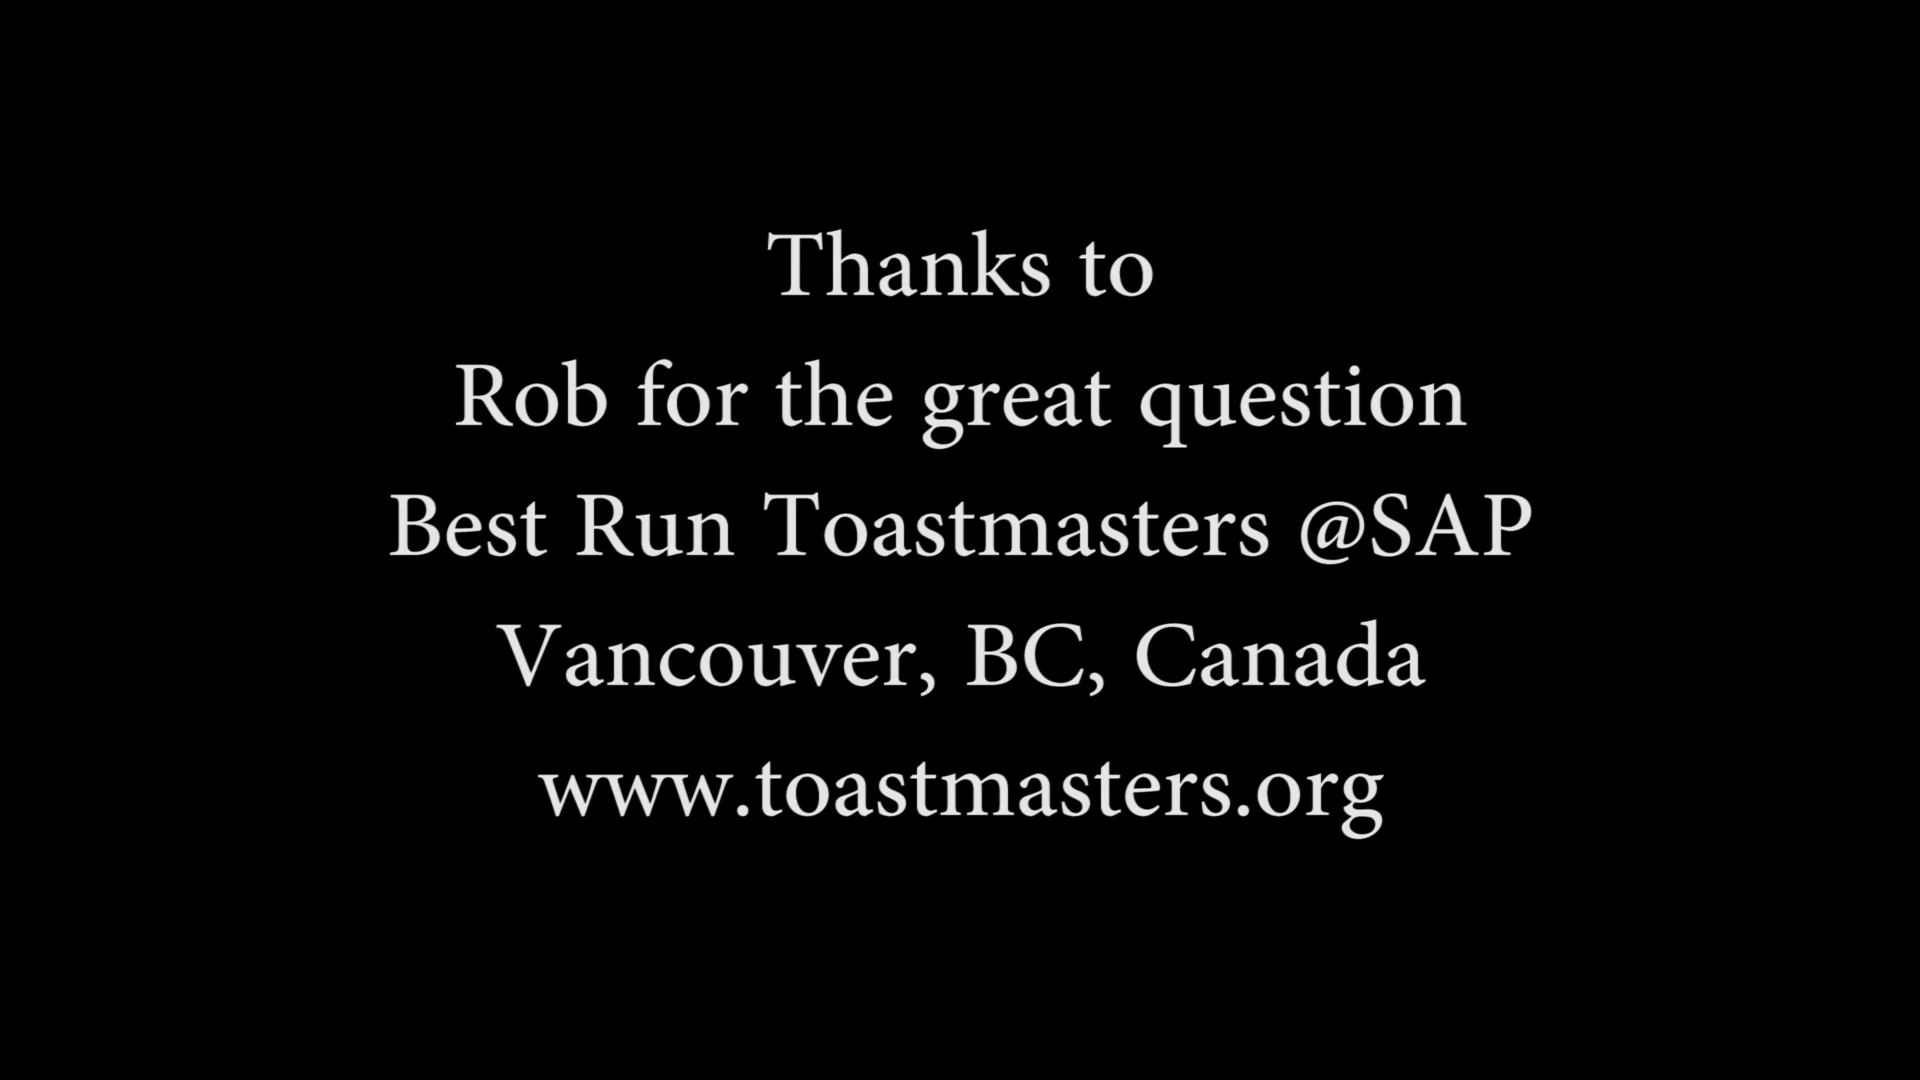 Thanks to
Rob for the great question
Best Run Toastmasters @SAP
Vancouver, BC, Canada
www.toastmasters.org